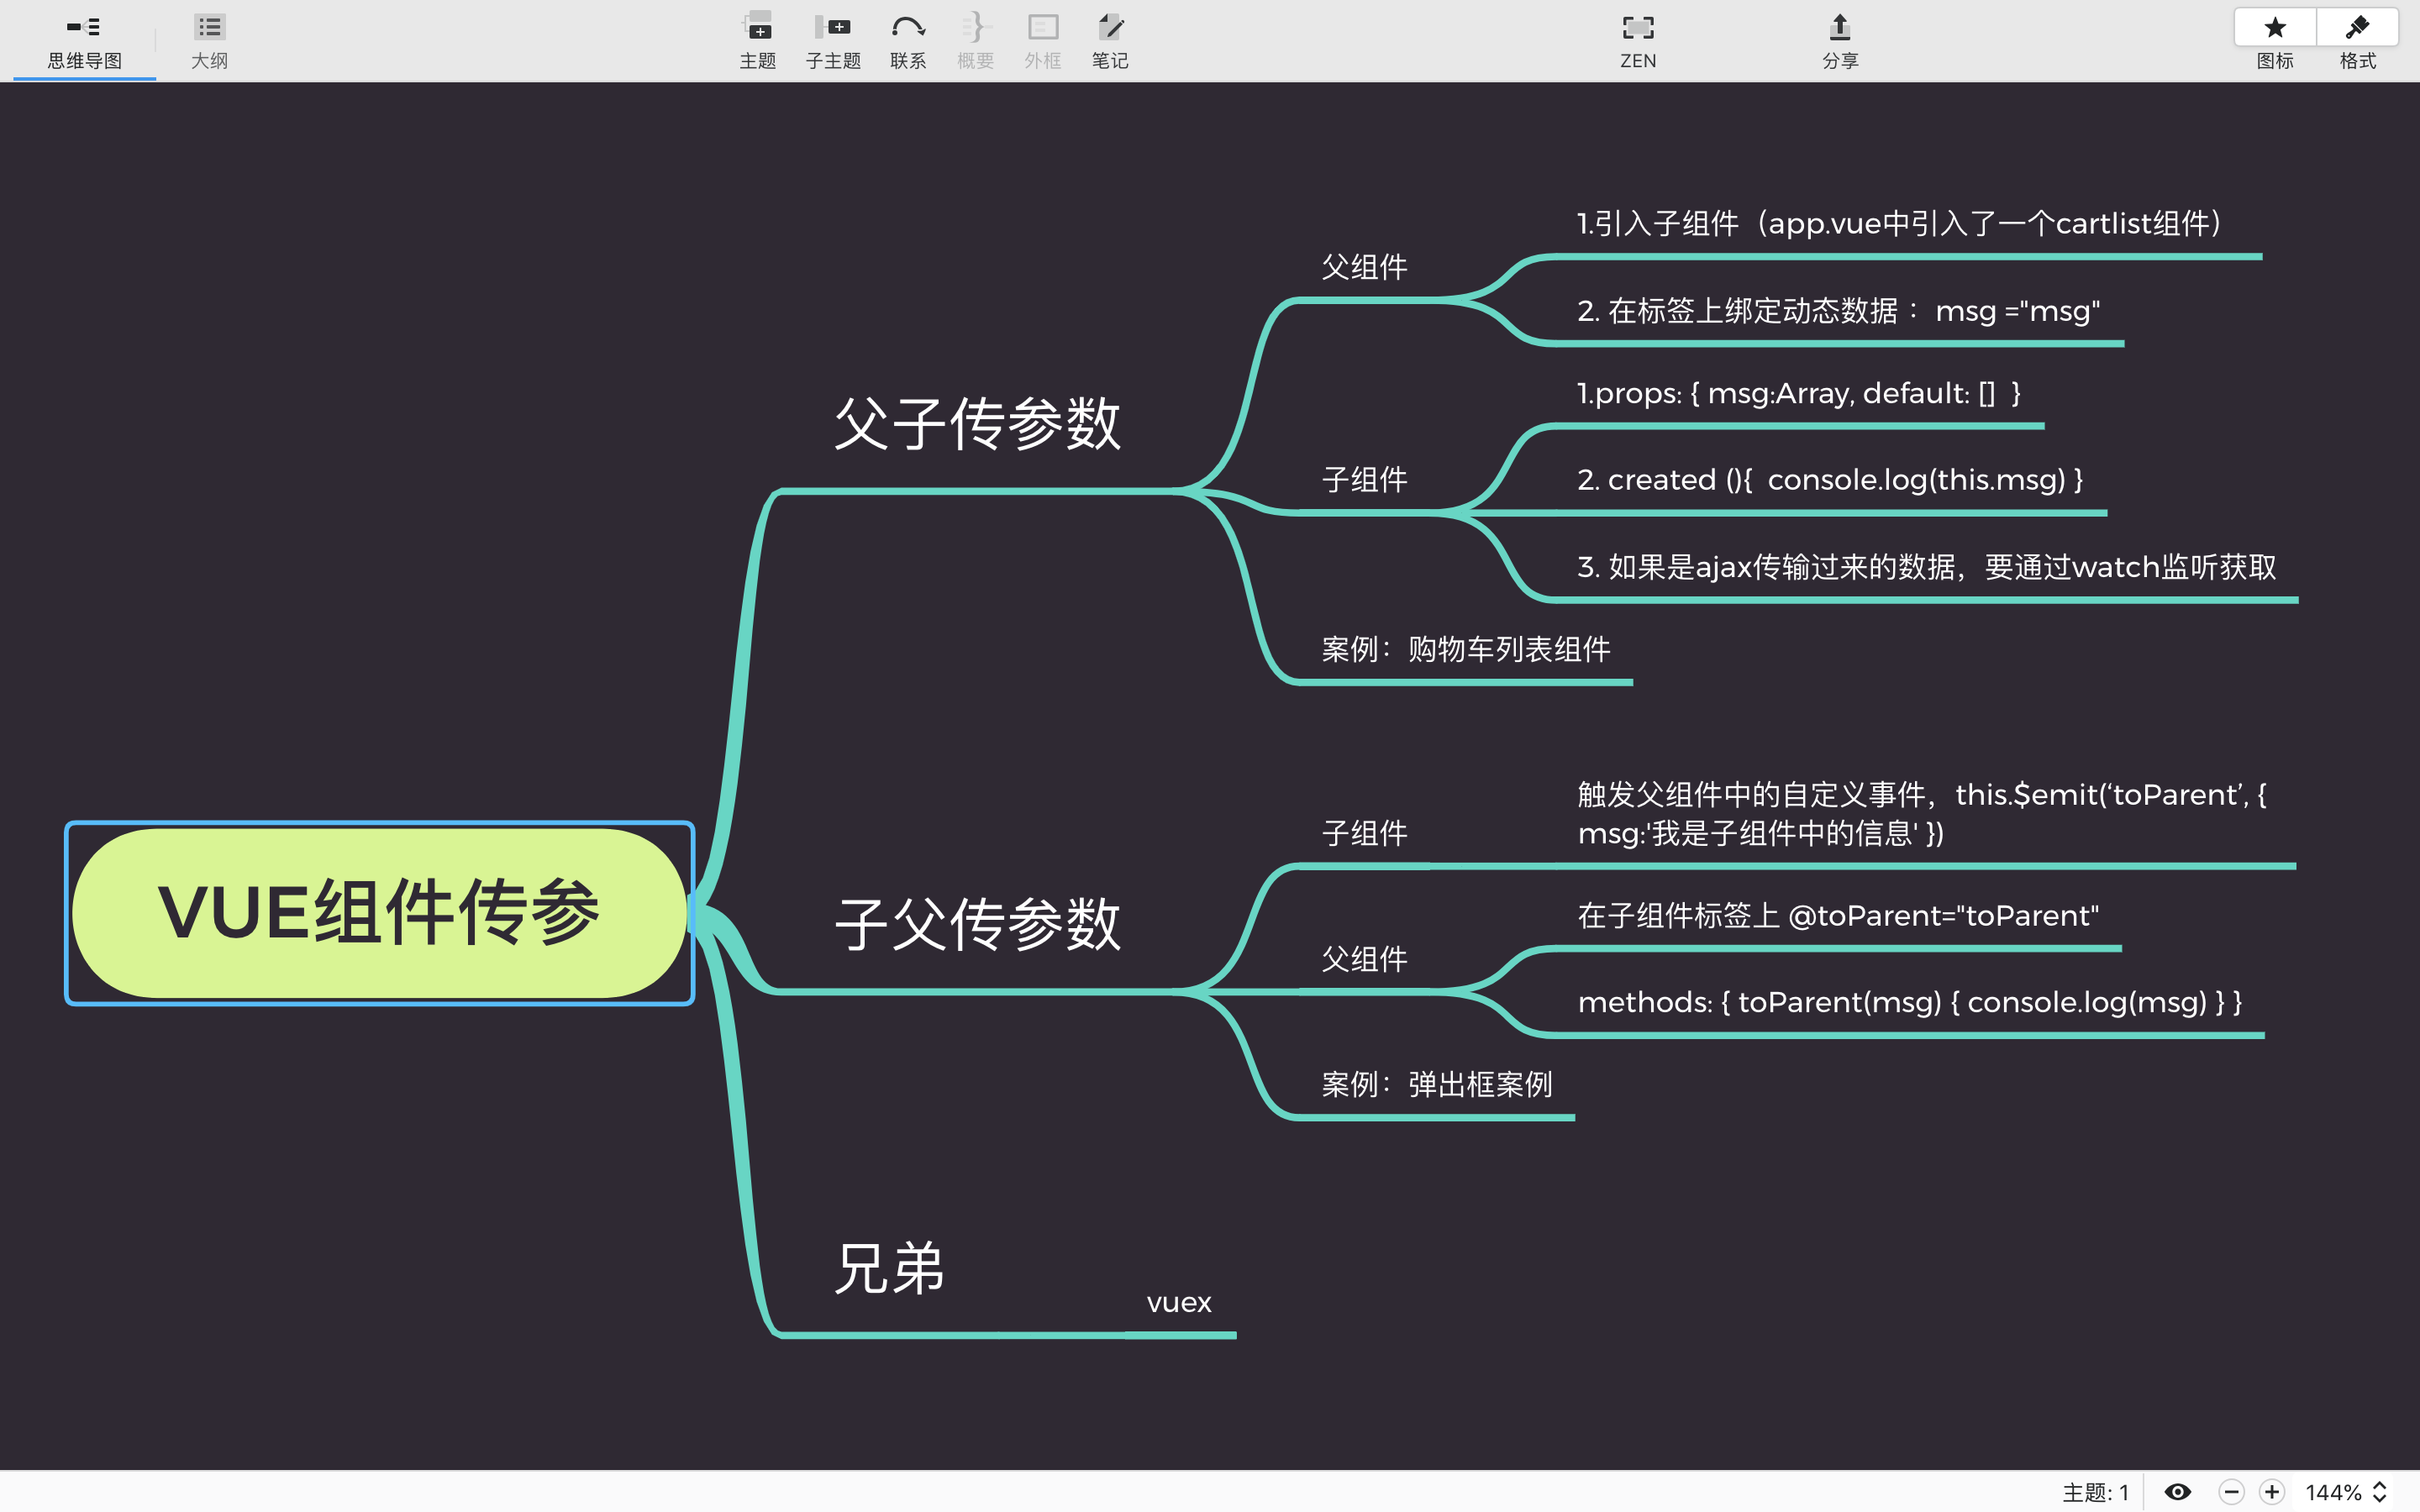 思维导图
大纲
主题
子主题
联系
概要
外框
笔记
ZEN
分享
图标
格式
VUE组件传参
父子传参数
父组件
1.引入子组件（app.vue中引入了一个cartlist组件）
2. 在标签上绑定动态数据 :  msg ="msg"
子组件
1.props: { msg:Array, default: []  }
2. created (){  console.log(this.msg) }
3. 如果是ajax传输过来的数据，要通过watch监听获取
案例：购物车列表组件
子父传参数
子组件
触发父组件中的自定义事件，this.$emit(‘toParent’, {
msg:'我是子组件中的信息' })
父组件
在子组件标签上 @toParent="toParent"
methods: { toParent(msg) { console.log(msg) } }
案例：弹出框案例
兄弟
vuex
主题: 1
144%